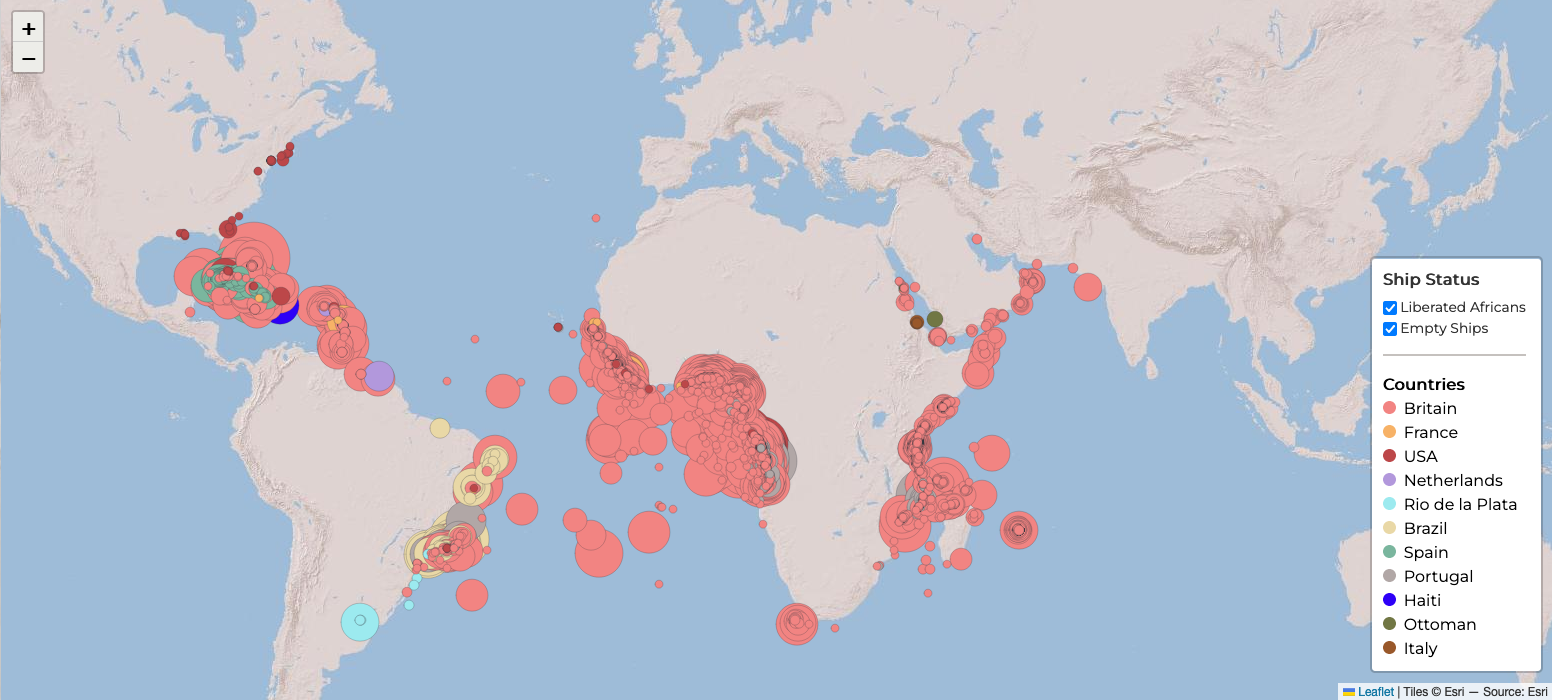 +
−
Ship Status
Liberated Africans
Empty Ships
Countries
Britain
France
USA
Netherlands
Rio de la Plata
Brazil
Spain
Portugal
Haiti
Ottoman
Italy
Leaflet | Tiles © Esri — Source: Esri